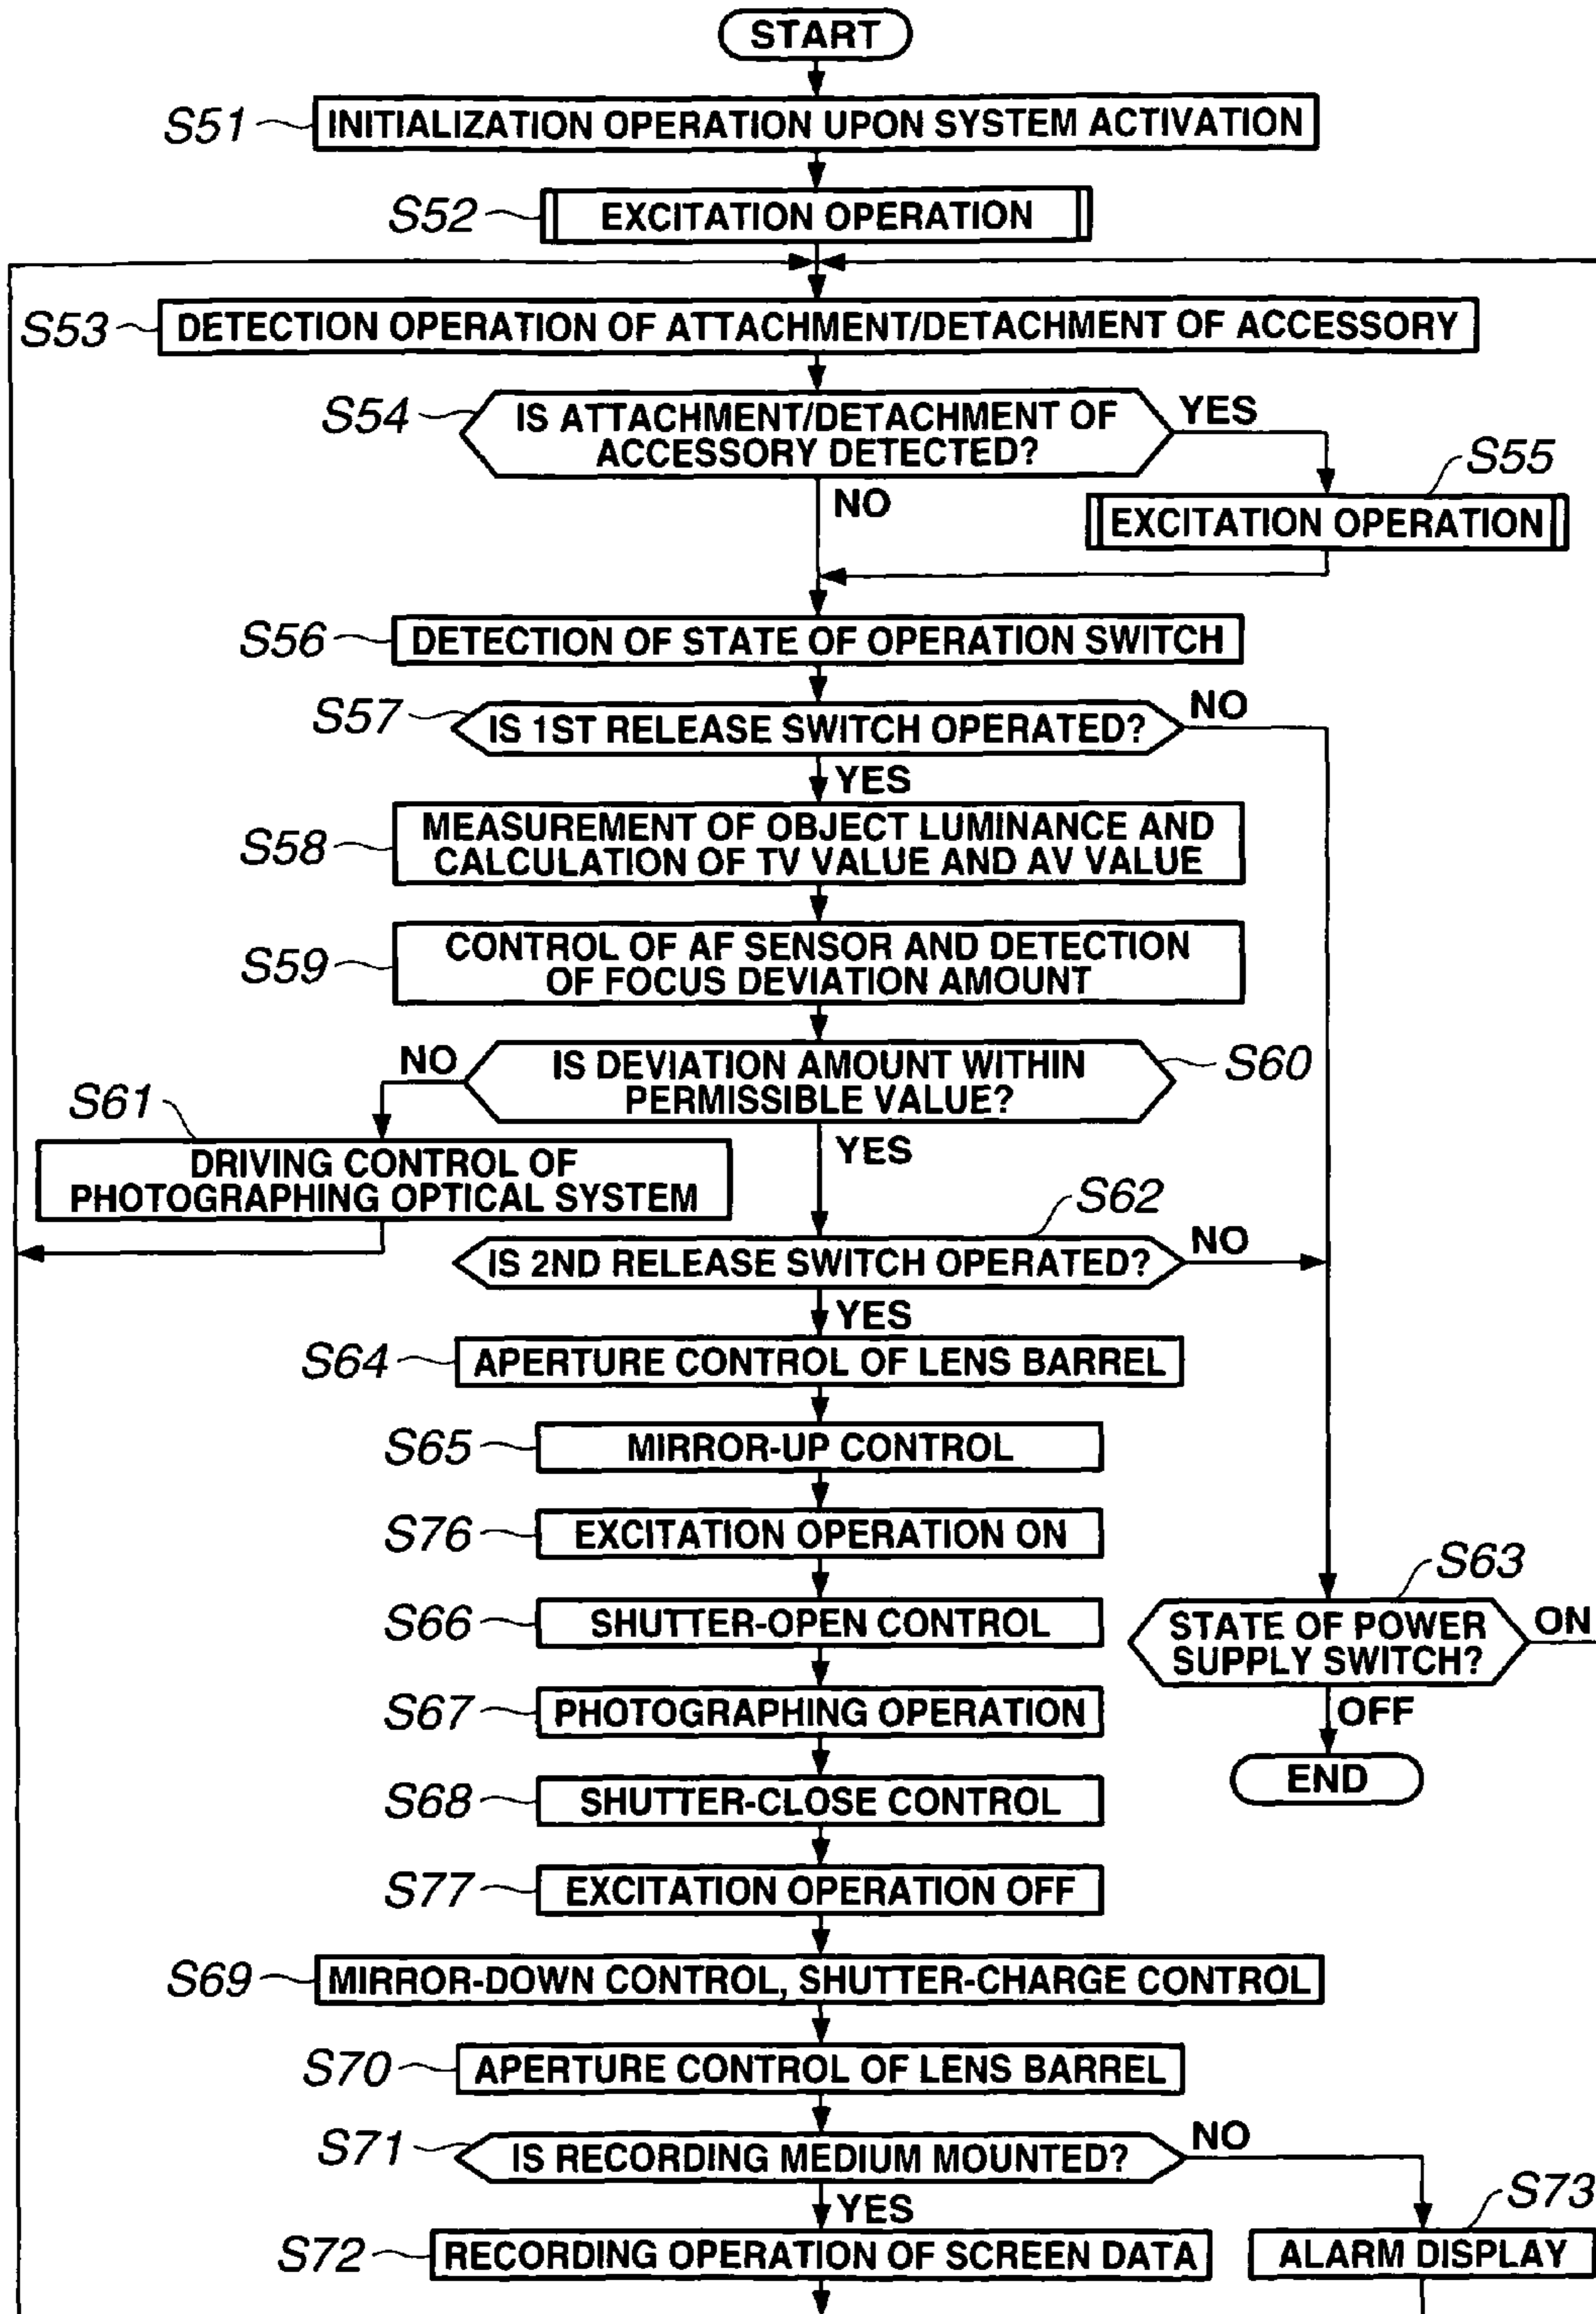 START
S51
INITIALIZATION OPERATION UPON SYSTEM ACTIVATION
S52
EXCITATION OPERATION
S53
DETECTION OPERATION OF ATTACHMENT/DETACHMENT OF ACCESSORY
S54
IS ATTACHMENT/DETACHMENT OF
ACCESSORY DETECTED?
YES
NO
S55
EXCITATION OPERATION
S56
DETECTION OF STATE OF OPERATION SWITCH
S57
IS 1ST RELEASE SWITCH OPERATED?
NO
YES
S58
MEASUREMENT OF OBJECT LUMINANCE AND
CALCULATION OF TV VALUE AND AV VALUE
S59
CONTROL OF AF SENSOR AND DETECTION
OF FOCUS DEVIATION AMOUNT
NO
IS DEVIATION AMOUNT WITHIN
PERMISSIBLE VALUE?
S60
YES
S61
DRIVING CONTROL OF
PHOTOGRAPHING OPTICAL SYSTEM
S62
IS 2ND RELEASE SWITCH OPERATED?
NO
YES
S64
APERTURE CONTROL OF LENS BARREL
S65
MIRROR-UP CONTROL
S76
EXCITATION OPERATION ON
S66
SHUTTER-OPEN CONTROL
S63
STATE OF POWER
SUPPLY SWITCH?
ON
OFF
END
S67
PHOTOGRAPHING OPERATION
S68
SHUTTER-CLOSE CONTROL
S77
EXCITATION OPERATION OFF
S69
MIRROR-DOWN CONTROL, SHUTTER-CHARGE CONTROL
S70
APERTURE CONTROL OF LENS BARREL
S71
IS RECORDING MEDIUM MOUNTED?
NO
YES
S72
RECORDING OPERATION OF SCREEN DATA
S73
ALARM DISPLAY